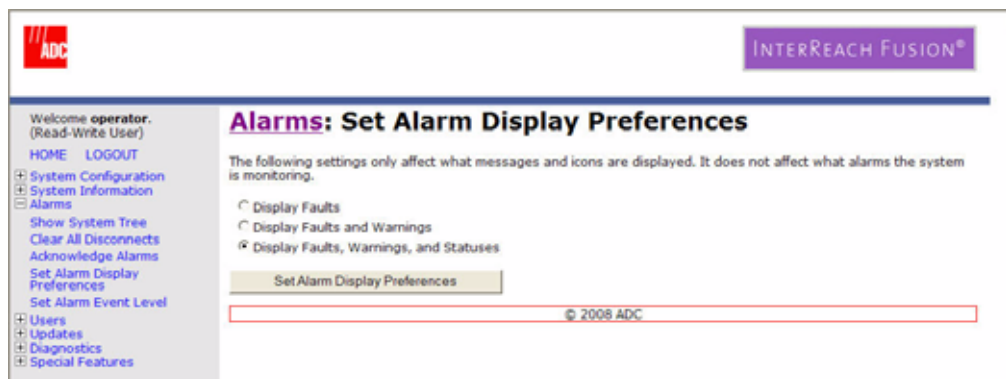 ADC
INTERREACH FUSION®
Welcome operator.
(Read-Write User)
HOME LOGOUT
System Configuration
System Information
Alarms
Show System Tree
Clear All Disconnects
Acknowledge Alarms
Set Alarm Display
Preferences
Set Alarm Event Level
Users
Updates
Diagnostics
Special Features
Alarms: Set Alarm Display Preferences
The following settings only affect what messages and icons are displayed. It does not affect what alarms the system
is monitoring.
Display Faults
Display Faults and Warnings
Display Faults, Warnings, and Statuses
Set Alarm Display Preferences
© 2008 ADC